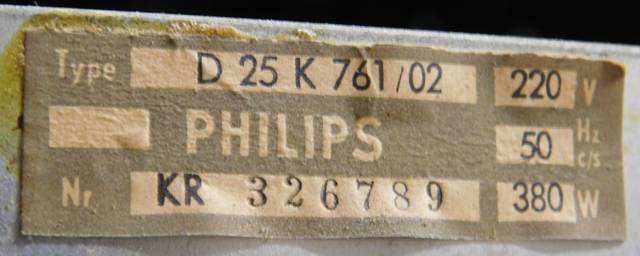 Type D 25 K 761/02 220 V
PHILIPS 50 Hz c/s
Nr KR 326789 380 W